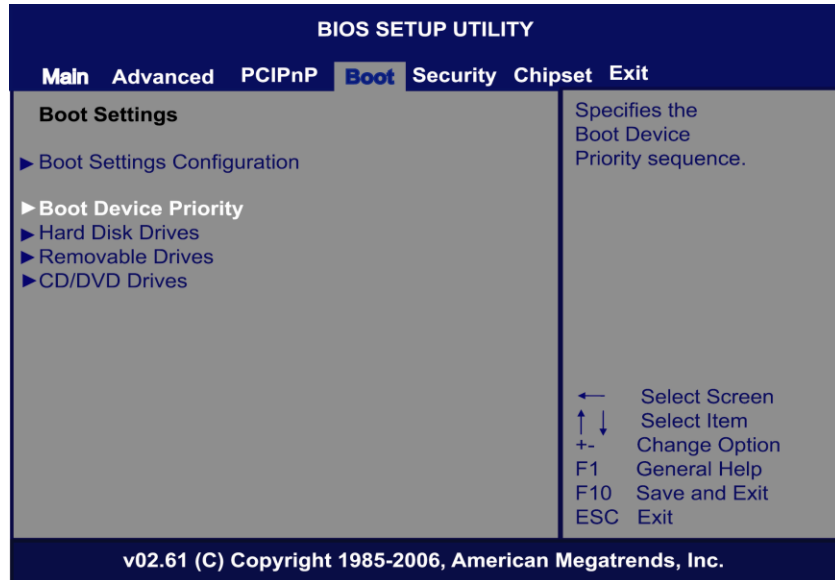 BIOS SETUP UTILITY
Main Advanced PCIPnP Boot Security Chipset Exit
Boot Settings
Boot Settings Configuration
Boot Device Priority
Hard Disk Drives
Removable Drives
CD/DVD Drives
Specifies the
Boot Device
Priority sequence.
← Select Screen
↑↓ Select Item
+- Change Option
F1 General Help
F10 Save and Exit
ESC Exit
v02.61 (C) Copyright 1985-2006, American Megatrends, Inc.